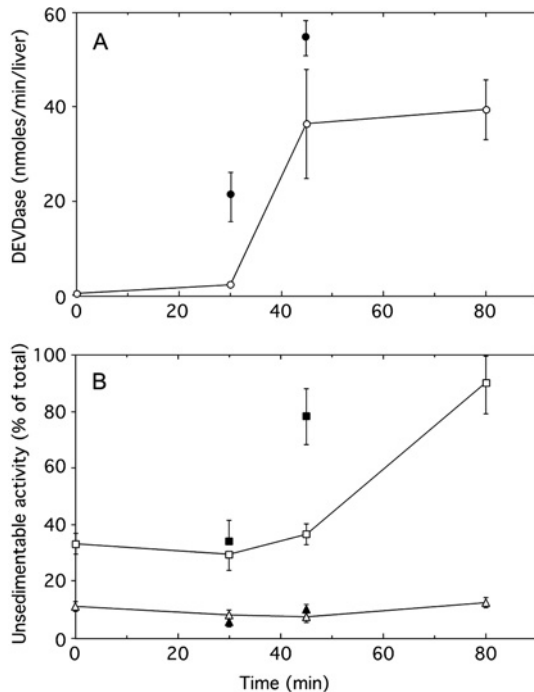 60
A
40
20
0
DEVDase (nmoles/min/liver)
0 20 40 60 80
100
B
80
60
40
20
0
Unsedimentable activity (% of total)
0 20 40 60 80
Time (min)